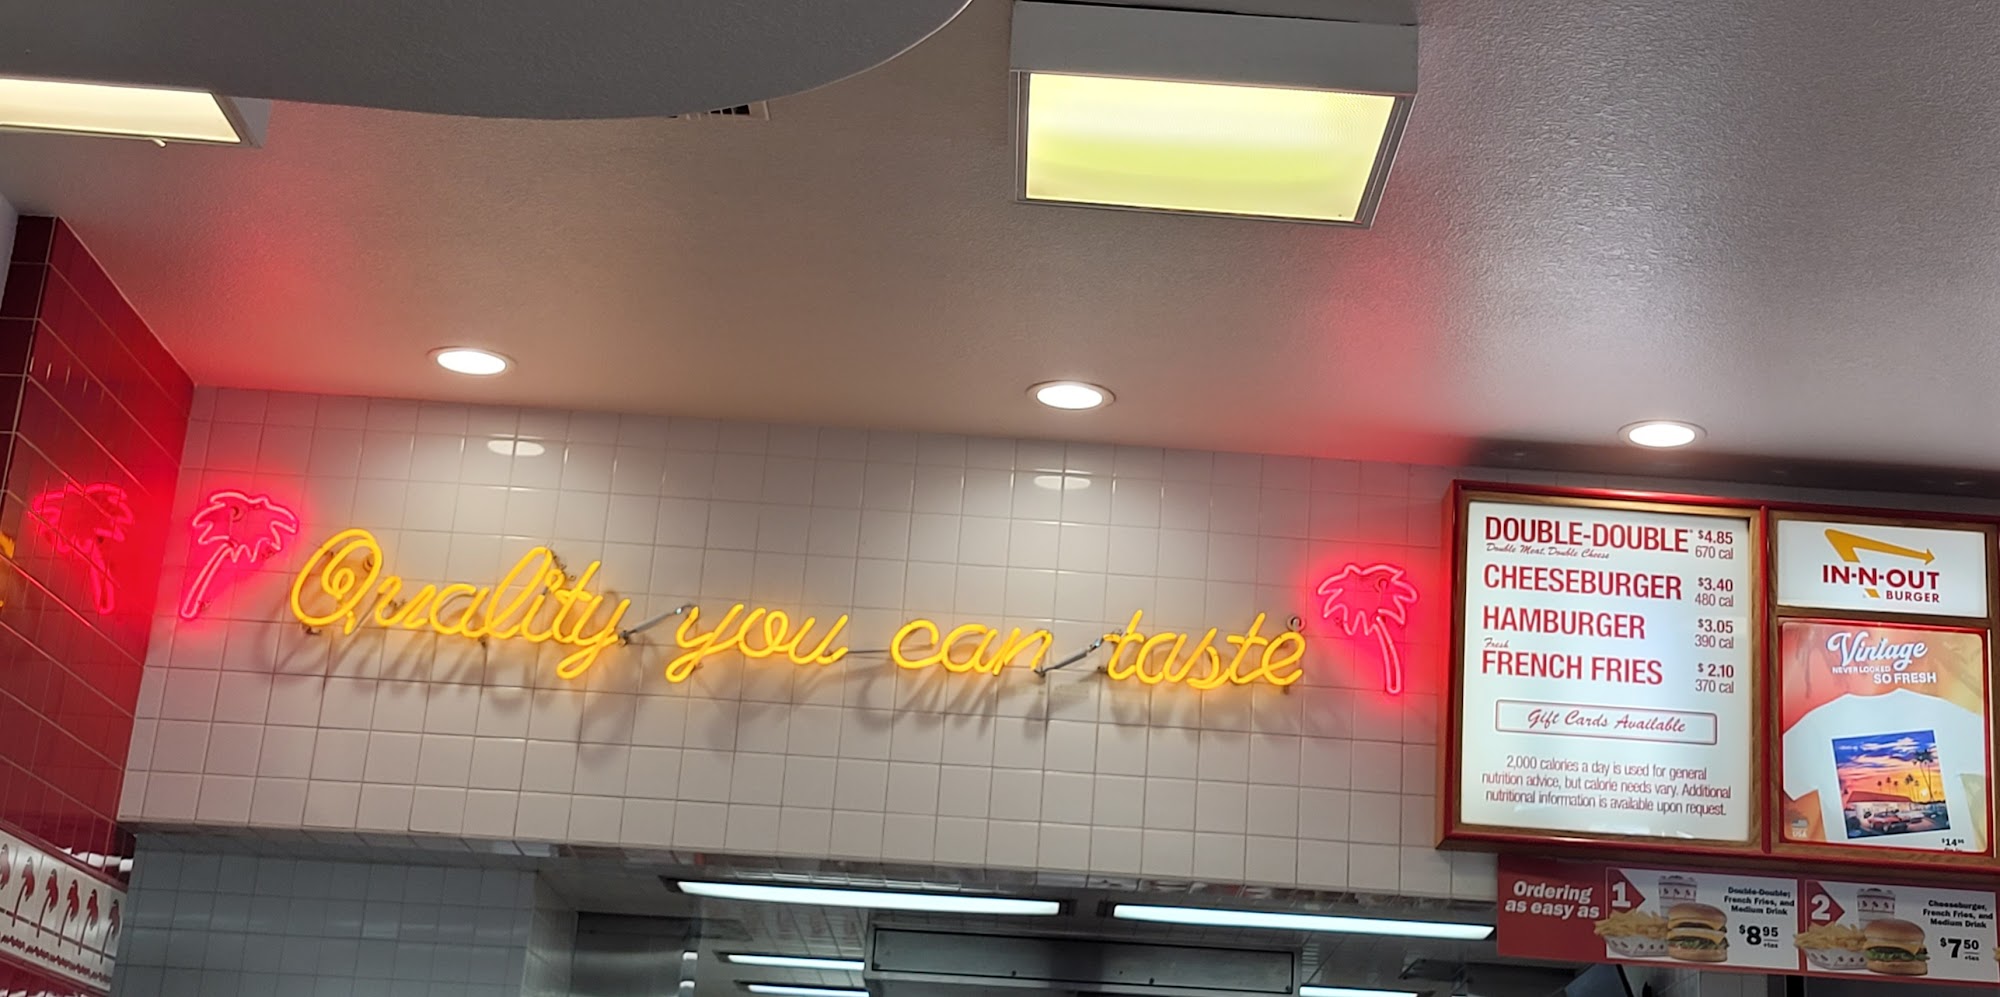 Quality you can taste
DOUBLE-DOUBLE® $4.85
Double Meat, Double Cheese 670 cal
CHEESEBURGER $3.40
480 cal
HAMBURGER $3.05
390 cal
Fresh
FRENCH FRIES $2.10
370 cal
Gift Cards Available
2,000 calories a day is used for general
nutrition advice, but calorie needs vary. Additional
nutritional information is available upon request.
IN-N-OUT
BURGER
Vintage
NEVER LOOKED
SO FRESH
USA
Ordering
as easy as
1
Double-Double,
French Fries, and
Medium Drink
$8.95
+tax
2
Cheeseburger,
French Fries, and
Medium Drink
$7.50
+tax